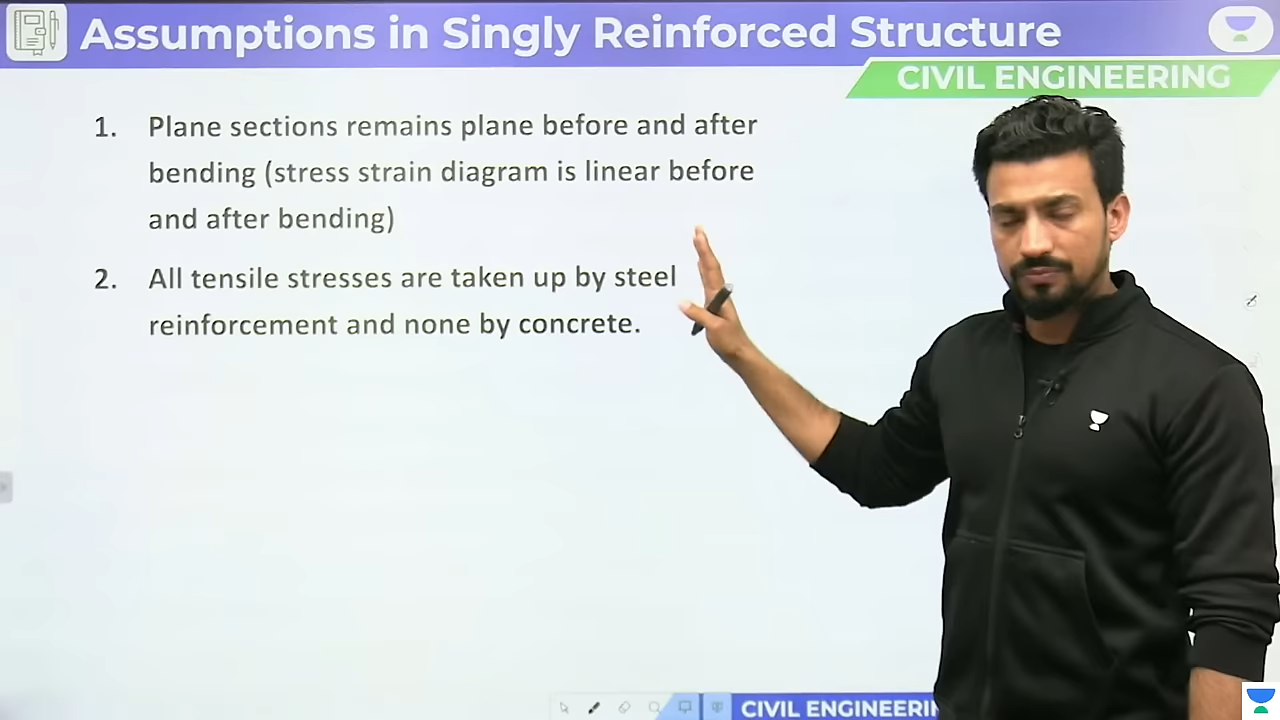 Assumptions in Singly Reinforced Structure
CIVIL ENGINEERING
1. Plane sections remains plane before and after
bending (stress strain diagram is linear before
and after bending)
2. All tensile stresses are taken up by steel
reinforcement and none by concrete.
CIVIL ENGINEERIN